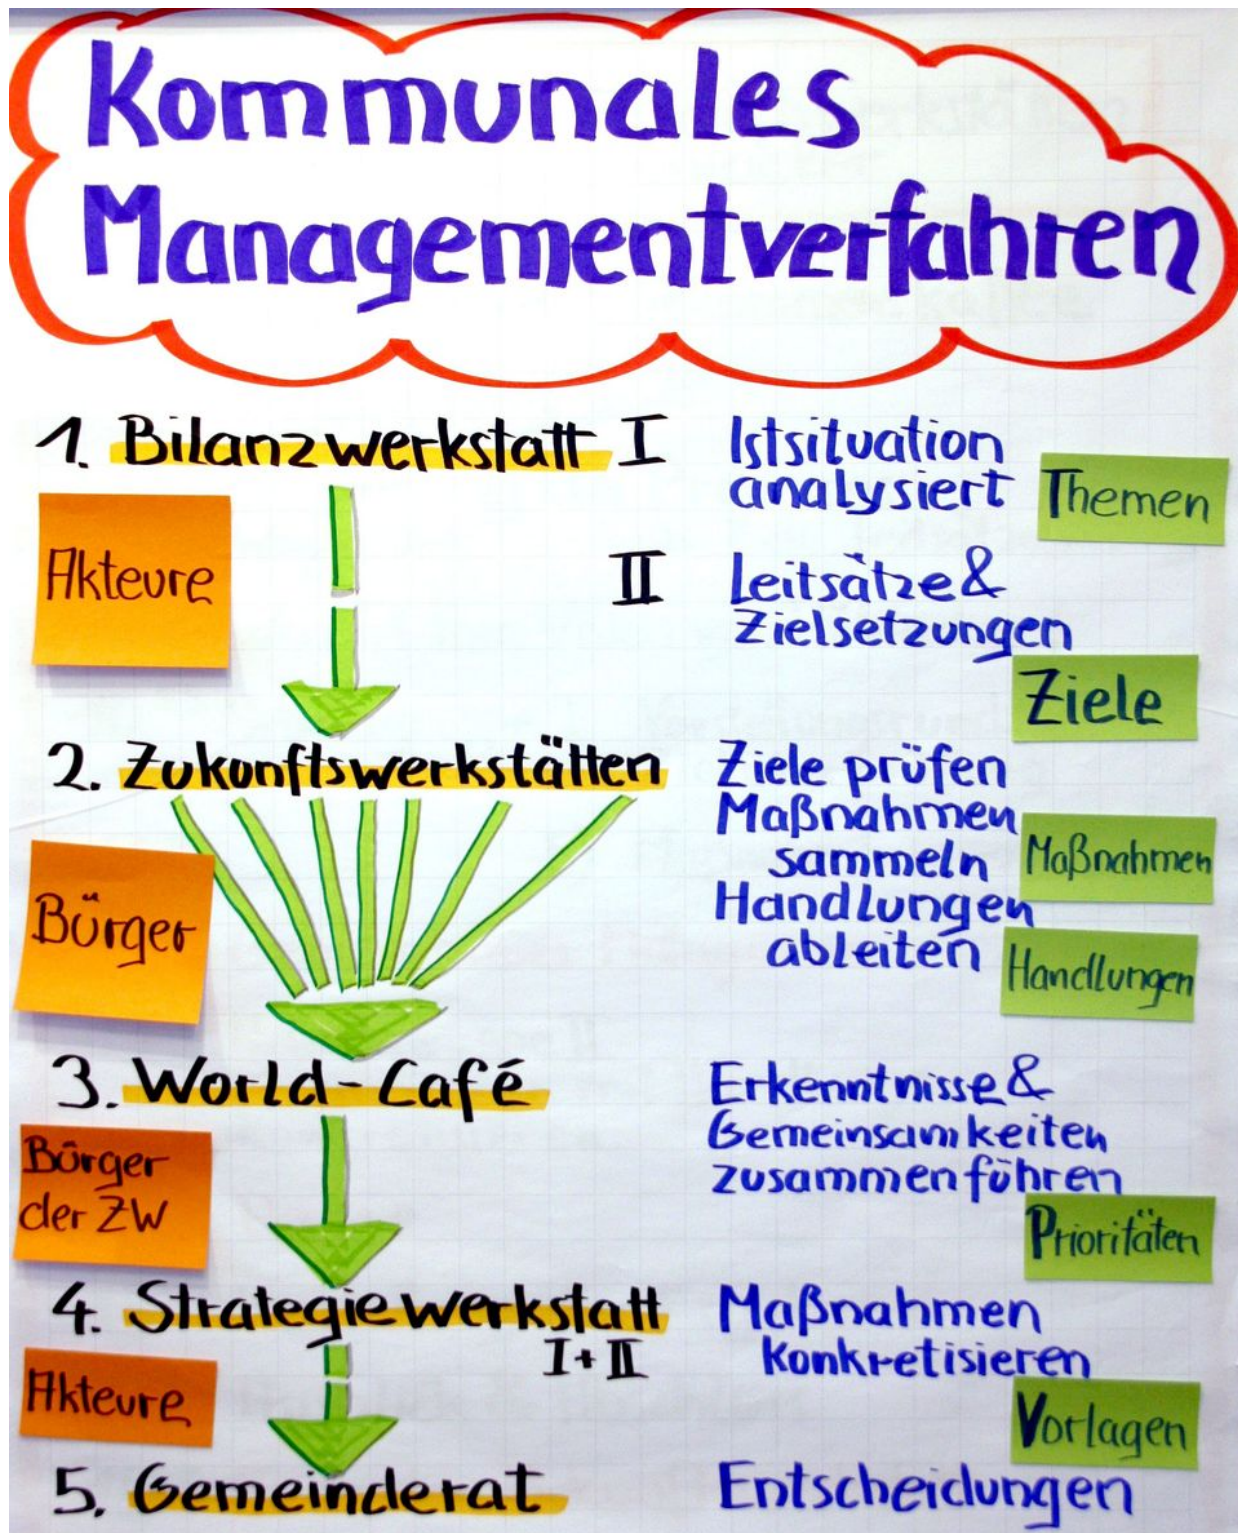 Kommunales
Managementverfahren
1. Bilanzwerkstatt I
Istsituation
analysiert
Themen
Akteure
II
Leitsätze &
Zielsetzungen
Ziele
2. Zukunftswerkstätten
Ziele prüfen
Maßnahmen
sammeln
Maßnahmen
Handlungen
ableiten
Handlungen
Bürger
3. World-Café
Erkenntnisse &
Gemeinsamkeiten
zusammenführen
Bürger
der ZW
Prioritäten
4. Strategiewerkstatt
I + II
Maßnahmen
konkretisieren
Akteure
Vorlagen
5. Gemeinderat
Entscheidungen